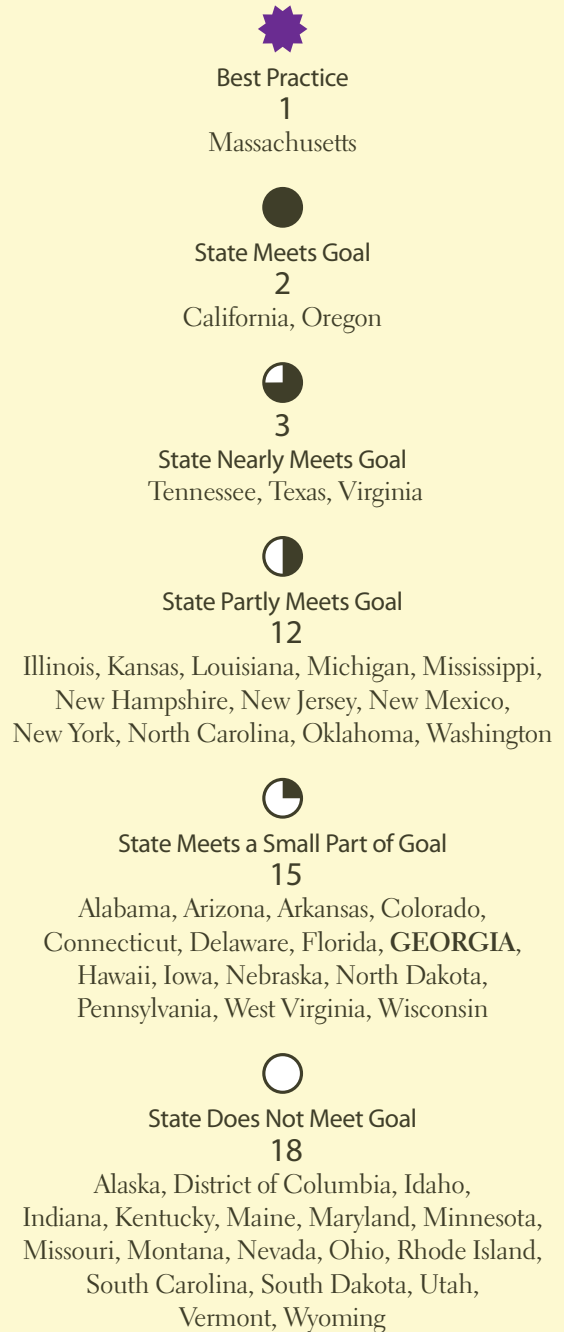 Best Practice
1
Massachusetts
State Meets Goal
2
California, Oregon
3
State Nearly Meets Goal
Tennessee, Texas, Virginia
State Partly Meets Goal
12
Illinois, Kansas, Louisiana, Michigan, Mississippi,
New Hampshire, New Jersey, New Mexico,
New York, North Carolina, Oklahoma, Washington
State Meets a Small Part of Goal
15
Alabama, Arizona, Arkansas, Colorado,
Connecticut, Delaware, Florida, GEORGIA,
Hawaii, Iowa, Nebraska, North Dakota,
Pennsylvania, West Virginia, Wisconsin
State Does Not Meet Goal
18
Alaska, District of Columbia, Idaho,
Indiana, Kentucky, Maine, Maryland, Minnesota,
Missouri, Montana, Nevada, Ohio, Rhode Island,
South Carolina, South Dakota, Utah,
Vermont, Wyoming